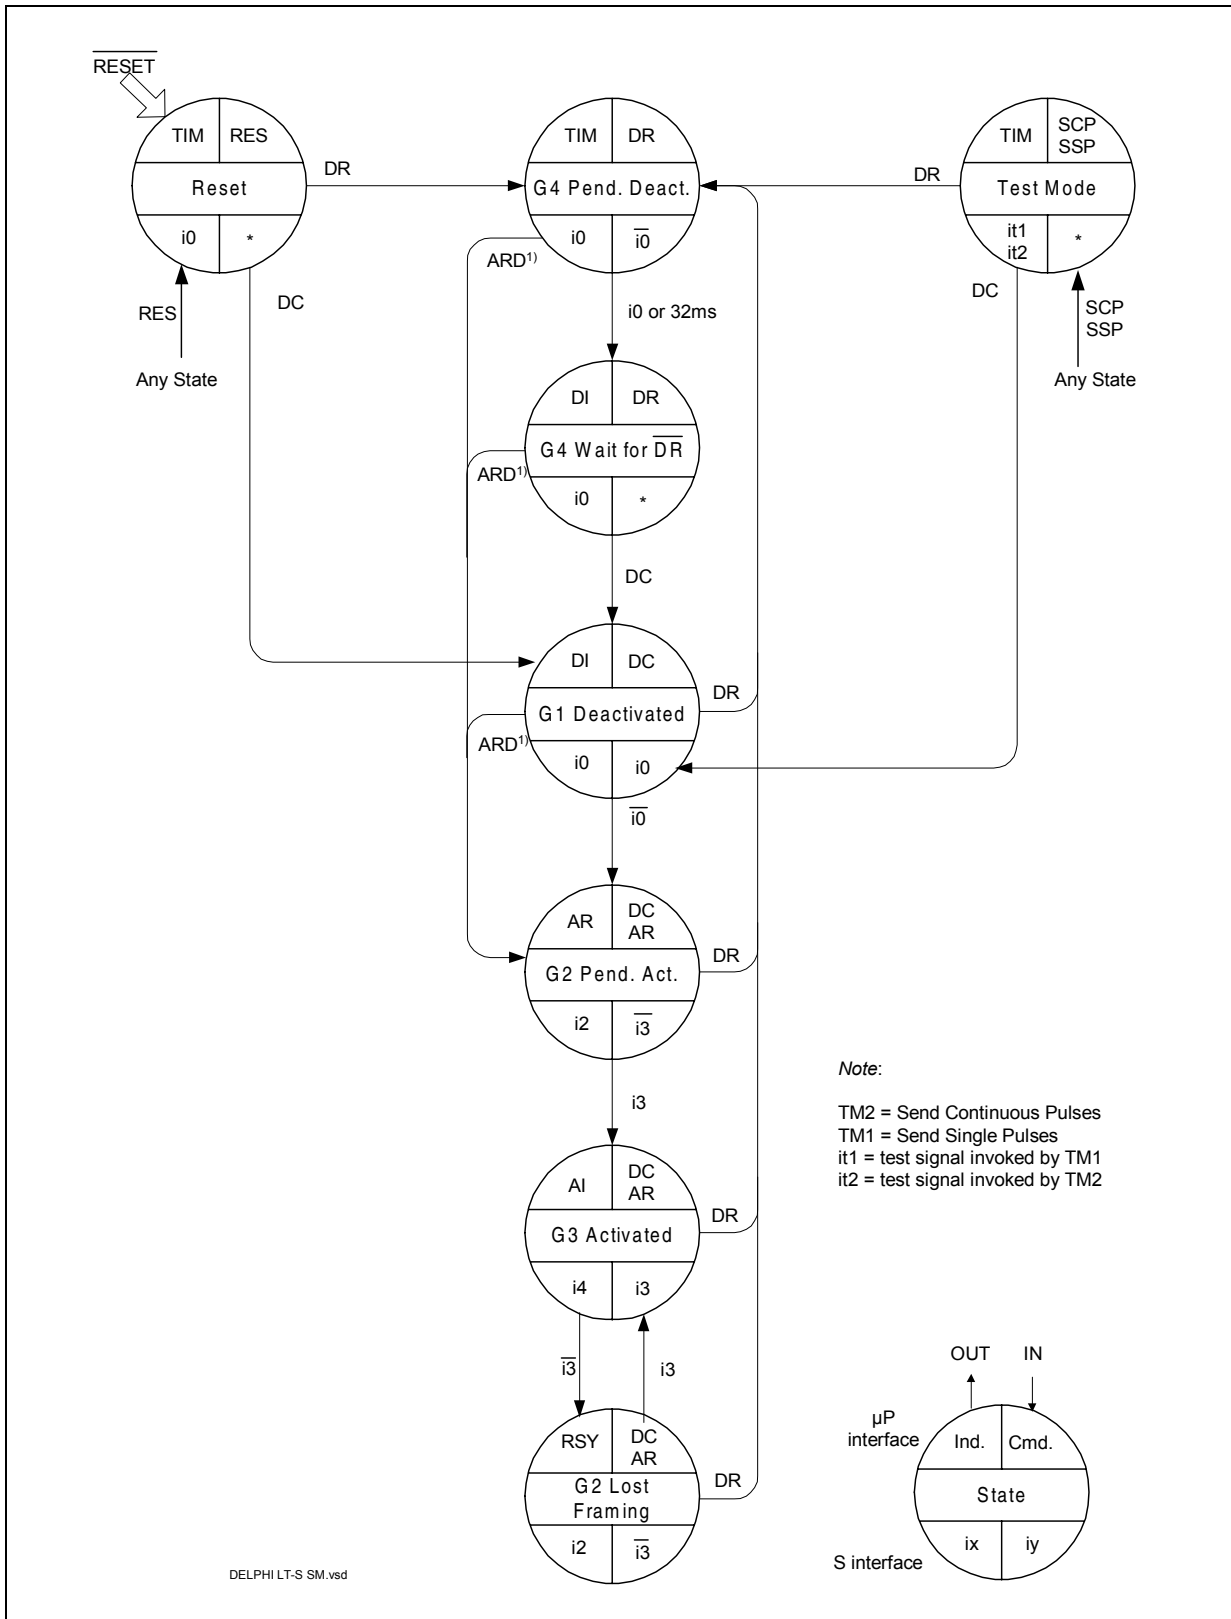 RESET
TIM RES
Reset
i0 *
DR
RES
Any State
DC
TIM DR
G4 Pend. Deact.
i0 i0
ARD1)
i0 or 32ms
TIM SCP
SSP
Test Mode
it1
it2 *
DR
DC
SCP
SSP
Any State
DI DR
G4 Wait for DR
i0 *
ARD1)
DC
DI DC
G1 Deactivated
i0 i0
DR
ARD1)
i0
AR DC
AR
G2 Pend. Act.
i2 i3
DR
i3
AI DC
AR
G3 Activated
i4 i3
DR
i3 i3
RSY DC
AR
G2 Lost
Framing
i2 i3
DR
Note:
TM2 = Send Continuous Pulses
TM1 = Send Single Pulses
it1 = test signal invoked by TM1
it2 = test signal invoked by TM2
OUT IN
µP
interface
Ind. Cmd.
State
ix iy
S interface
DELPHI LT-S SM.vsd